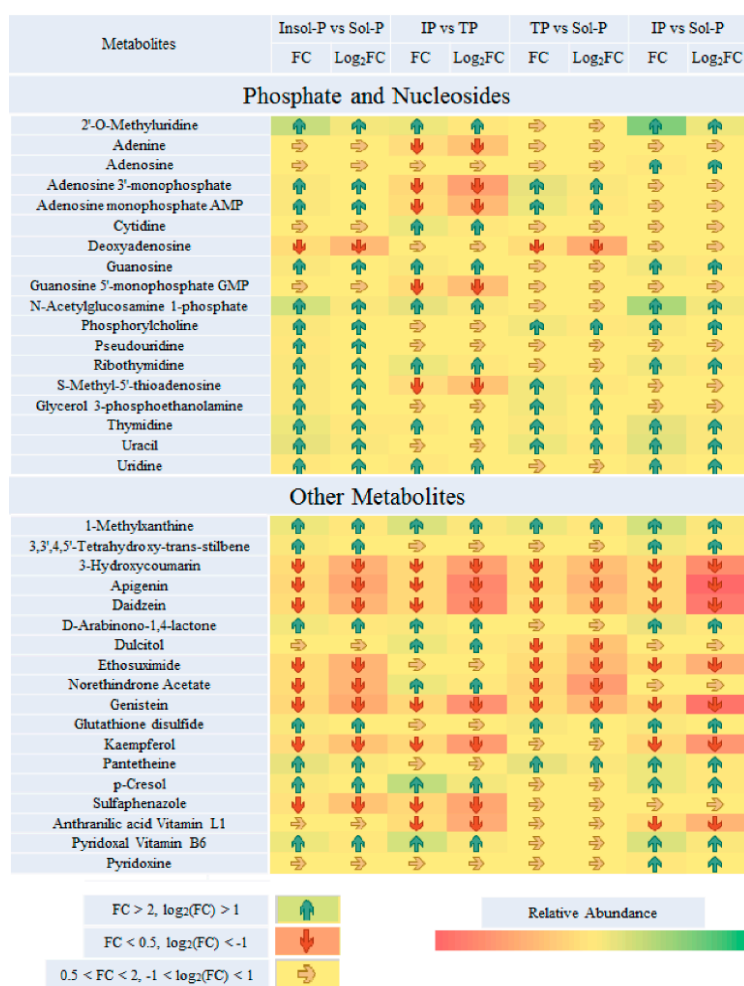 Metabolites
Insol-P vs Sol-P IP vs TP TP vs Sol-P IP vs Sol-P
FC Log₂FC FC Log₂FC FC Log₂FC FC Log₂FC
Phosphate and Nucleosides
2'-O-Methyluridine
Adenine
Adenosine
Adenosine 3'-monophosphate
Adenosine monophosphate AMP
Cytidine
Deoxyadenosine
Guanosine
Guanosine 5'-monophosphate GMP
N-Acetylglucosamine 1-phosphate
Phosphorylcholine
Pseudouridine
Ribothymidine
S-Methyl-5'-thioadenosine
Glycerol 3-phosphoethanolamine
Thymidine
Uracil
Uridine
Other Metabolites
1-Methylxanthine
3,3',4,5'-Tetrahydroxy-trans-stilbene
3-Hydroxycoumarin
Apigenin
Daidzein
D-Arabinono-1,4-lactone
Dulcitol
Ethosuximide
Norethindrone Acetate
Genistein
Glutathione disulfide
Kaempferol
Pantetheine
p-Cresol
Sulfaphenazole
Anthranilic acid Vitamin L1
Pyridoxal Vitamin B6
Pyridoxine
FC > 2, log₂(FC) > 1
FC < 0.5, log₂(FC) < -1
0.5 < FC < 2, -1 < log₂(FC) < 1
Relative Abundance